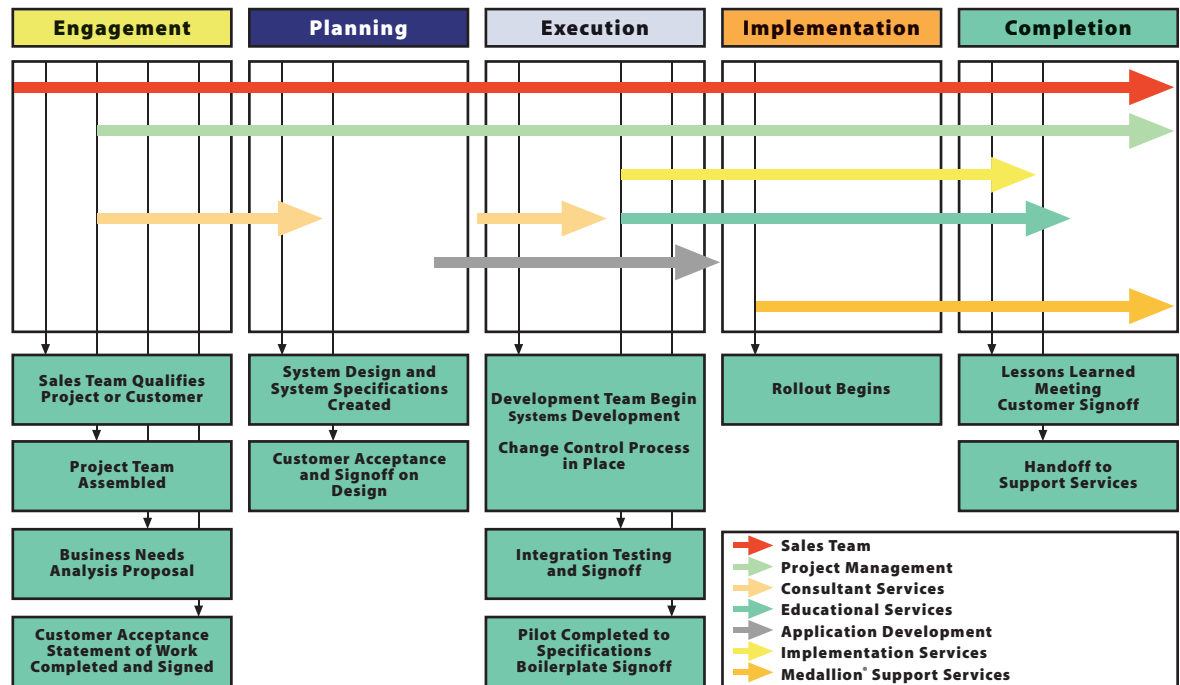 Engagement
Planning
Execution
Implementation
Completion
Sales Team Qualifies
Project or Customer
Project Team
Assembled
Business Needs
Analysis Proposal
Customer Acceptance
Statement of Work
Completed and Signed
System Design and
System Specifications
Created
Customer Acceptance
and Signoff on
Design
Development Team Begin
Systems Development
Change Control Process
in Place
Integration Testing
and Signoff
Pilot Completed to
Specifications
Boilerplate Signoff
Rollout Begins
Lessons Learned
Meeting
Customer Signoff
Handoff to
Support Services
Sales Team
Project Management
Consultant Services
Educational Services
Application Development
Implementation Services
Medallion® Support Services